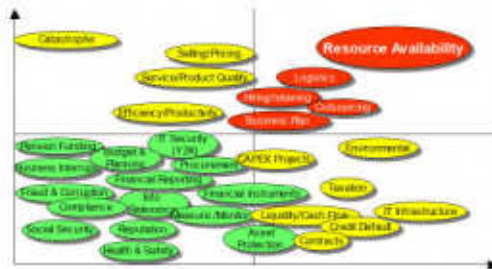 Catastrophe
Selling/Pricing
Resource Availability
Service/Product Quality
Logistics
Hiring/retaining
Outsourcing
Efficiency/Productivity
Business Plan
Pension Funding
IT Security
(Y2K)
Environmental
Budget &
Planning
Business Interrupt
Procurement
CAPEX Projects
Financial Reporting
Fraud & Corruption
Financial Instruments
Taxation
Compliance
Info
Measure /Monitor
Liquidity/Cash Flow
IT Infrastructure
Social Security
Reputation
Asset
Protection
Credit Default
Contracts
Health & Safety